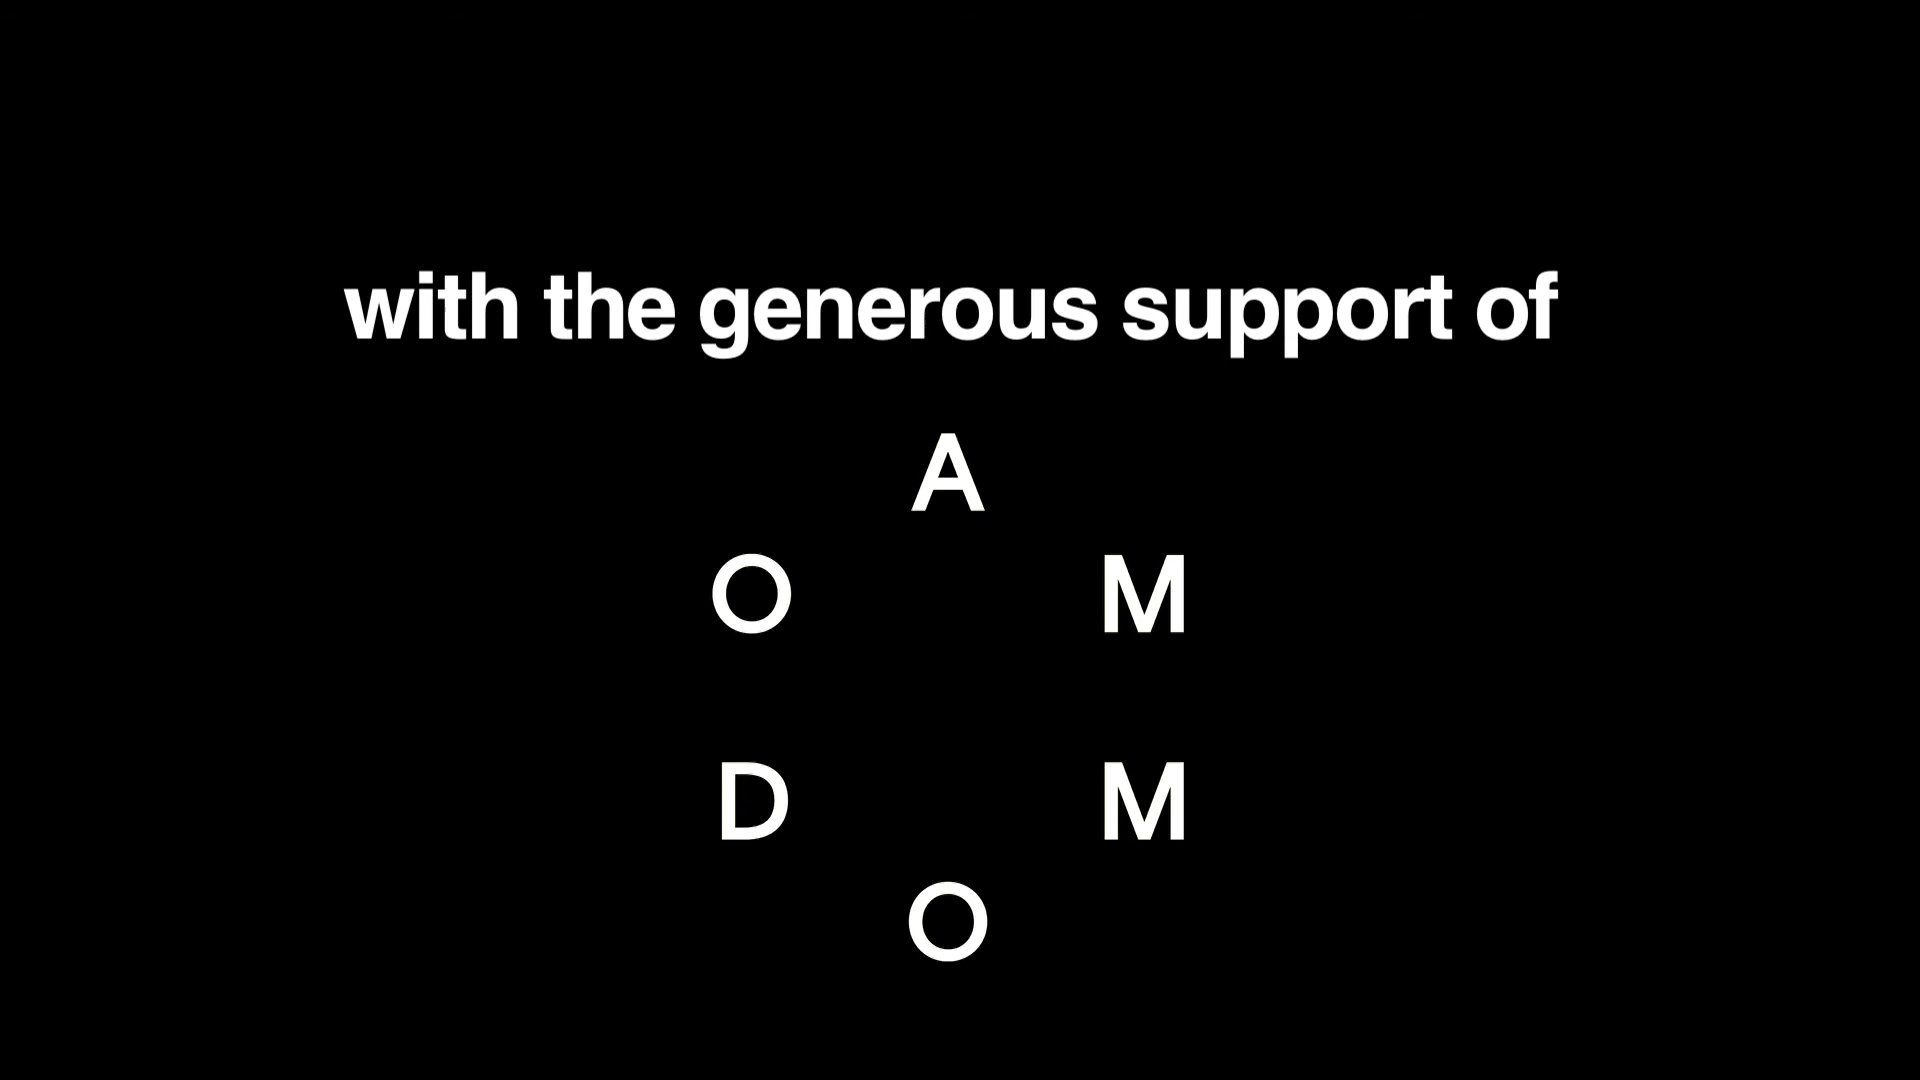 with the generous support of
A
O M
D M
O